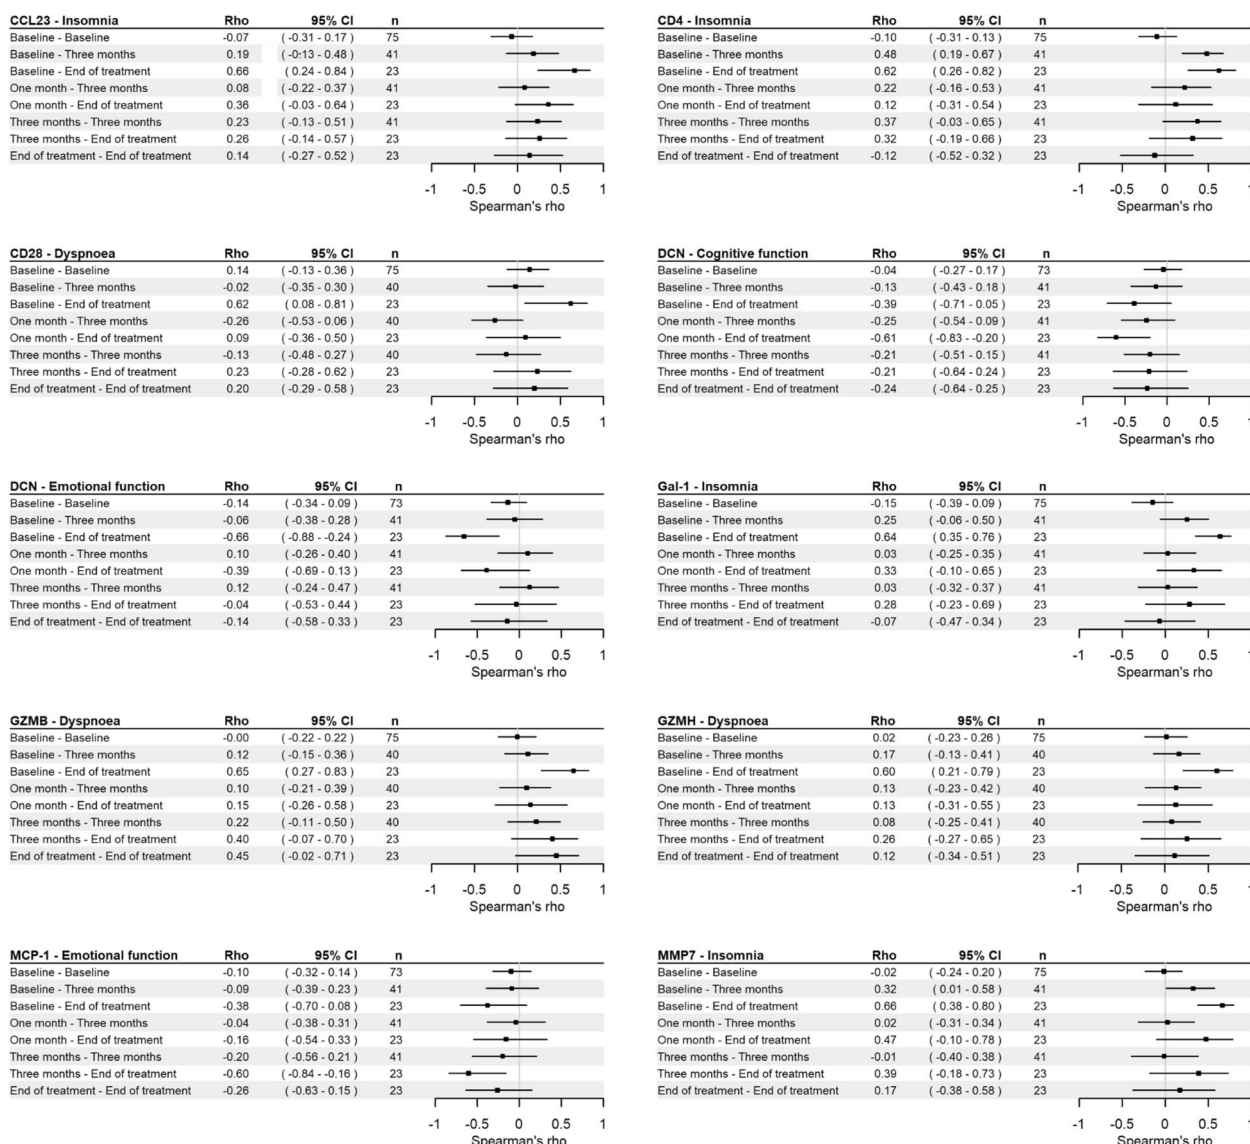 CCL23 - Insomnia Rho 95% CI n
Baseline - Baseline -0.07 ( -0.31 - 0.17 ) 75
Baseline - Three months 0.19 ( -0.13 - 0.48 ) 41
Baseline - End of treatment 0.66 ( 0.24 - 0.84 ) 23
One month - Three months 0.08 ( -0.22 - 0.37 ) 41
One month - End of treatment 0.36 ( -0.03 - 0.64 ) 23
Three months - Three months 0.23 ( -0.13 - 0.51 ) 41
Three months - End of treatment 0.26 ( -0.14 - 0.57 ) 23
End of treatment - End of treatment 0.14 ( -0.27 - 0.52 ) 23
-1 -0.5 0 0.5 1
Spearman's rho
CD4 - Insomnia Rho 95% CI n
Baseline - Baseline -0.10 ( -0.31 - 0.13 ) 75
Baseline - Three months 0.48 ( 0.19 - 0.67 ) 41
Baseline - End of treatment 0.62 ( 0.26 - 0.82 ) 23
One month - Three months 0.22 ( -0.16 - 0.53 ) 41
One month - End of treatment 0.12 ( -0.31 - 0.54 ) 23
Three months - Three months 0.37 ( -0.03 - 0.65 ) 41
Three months - End of treatment 0.32 ( -0.19 - 0.66 ) 23
End of treatment - End of treatment -0.12 ( -0.52 - 0.32 ) 23
-1 -0.5 0 0.5 1
Spearman's rho
CD28 - Dyspnoea Rho 95% CI n
Baseline - Baseline 0.14 ( -0.13 - 0.36 ) 75
Baseline - Three months -0.02 ( -0.35 - 0.30 ) 40
Baseline - End of treatment 0.62 ( 0.08 - 0.81 ) 23
One month - Three months -0.26 ( -0.53 - 0.06 ) 40
One month - End of treatment 0.09 ( -0.36 - 0.50 ) 23
Three months - Three months -0.13 ( -0.48 - 0.27 ) 40
Three months - End of treatment 0.23 ( -0.28 - 0.62 ) 23
End of treatment - End of treatment 0.20 ( -0.29 - 0.58 ) 23
-1 -0.5 0 0.5 1
Spearman's rho
DCN - Cognitive function Rho 95% CI n
Baseline - Baseline -0.04 ( -0.27 - 0.17 ) 73
Baseline - Three months -0.13 ( -0.43 - 0.18 ) 41
Baseline - End of treatment -0.39 ( -0.71 - 0.05 ) 23
One month - Three months -0.25 ( -0.54 - 0.09 ) 41
One month - End of treatment -0.61 ( -0.83 - -0.20 ) 23
Three months - Three months -0.21 ( -0.51 - 0.15 ) 41
Three months - End of treatment -0.21 ( -0.64 - 0.24 ) 23
End of treatment - End of treatment -0.24 ( -0.64 - 0.25 ) 23
-1 -0.5 0 0.5 1
Spearman's rho
DCN - Emotional function Rho 95% CI n
Baseline - Baseline -0.14 ( -0.34 - 0.09 ) 73
Baseline - Three months -0.06 ( -0.38 - 0.28 ) 41
Baseline - End of treatment -0.66 ( -0.88 - -0.24 ) 23
One month - Three months 0.10 ( -0.26 - 0.40 ) 41
One month - End of treatment -0.39 ( -0.69 - 0.13 ) 23
Three months - Three months 0.12 ( -0.24 - 0.47 ) 41
Three months - End of treatment -0.04 ( -0.53 - 0.44 ) 23
End of treatment - End of treatment -0.14 ( -0.58 - 0.33 ) 23
-1 -0.5 0 0.5 1
Spearman's rho
Gal-1 - Insomnia Rho 95% CI n
Baseline - Baseline -0.15 ( -0.39 - 0.09 ) 75
Baseline - Three months 0.25 ( -0.06 - 0.50 ) 41
Baseline - End of treatment 0.64 ( 0.35 - 0.76 ) 23
One month - Three months 0.03 ( -0.25 - 0.35 ) 41
One month - End of treatment 0.33 ( -0.10 - 0.65 ) 23
Three months - Three months 0.03 ( -0.32 - 0.37 ) 41
Three months - End of treatment 0.28 ( -0.23 - 0.69 ) 23
End of treatment - End of treatment -0.07 ( -0.47 - 0.34 ) 23
-1 -0.5 0 0.5 1
Spearman's rho
GZMB - Dyspnoea Rho 95% CI n
Baseline - Baseline -0.00 ( -0.22 - 0.22 ) 75
Baseline - Three months 0.12 ( -0.15 - 0.36 ) 40
Baseline - End of treatment 0.65 ( 0.27 - 0.83 ) 23
One month - Three months 0.10 ( -0.21 - 0.39 ) 40
One month - End of treatment 0.15 ( -0.26 - 0.58 ) 23
Three months - Three months 0.22 ( -0.11 - 0.50 ) 40
Three months - End of treatment 0.40 ( -0.07 - 0.70 ) 23
End of treatment - End of treatment 0.45 ( -0.02 - 0.71 ) 23
-1 -0.5 0 0.5 1
Spearman's rho
GZMH - Dyspnoea Rho 95% CI n
Baseline - Baseline 0.02 ( -0.23 - 0.26 ) 75
Baseline - Three months 0.17 ( -0.13 - 0.41 ) 40
Baseline - End of treatment 0.60 ( 0.21 - 0.79 ) 23
One month - Three months 0.13 ( -0.23 - 0.42 ) 40
One month - End of treatment 0.13 ( -0.31 - 0.55 ) 23
Three months - Three months 0.08 ( -0.25 - 0.41 ) 40
Three months - End of treatment 0.26 ( -0.27 - 0.65 ) 23
End of treatment - End of treatment 0.12 ( -0.34 - 0.51 ) 23
-1 -0.5 0 0.5 1
Spearman's rho
MCP-1 - Emotional function Rho 95% CI n
Baseline - Baseline -0.10 ( -0.32 - 0.14 ) 73
Baseline - Three months -0.09 ( -0.39 - 0.23 ) 41
Baseline - End of treatment -0.38 ( -0.70 - 0.08 ) 23
One month - Three months -0.04 ( -0.38 - 0.31 ) 41
One month - End of treatment -0.16 ( -0.54 - 0.33 ) 23
Three months - Three months -0.20 ( -0.56 - 0.21 ) 41
Three months - End of treatment -0.60 ( -0.84 - -0.16 ) 23
End of treatment - End of treatment -0.26 ( -0.63 - 0.15 ) 23
-1 -0.5 0 0.5 1
Spearman's rho
MMP7 - Insomnia Rho 95% CI n
Baseline - Baseline -0.02 ( -0.24 - 0.20 ) 75
Baseline - Three months 0.32 ( 0.01 - 0.58 ) 41
Baseline - End of treatment 0.66 ( 0.38 - 0.80 ) 23
One month - Three months 0.02 ( -0.31 - 0.34 ) 41
One month - End of treatment 0.47 ( -0.10 - 0.78 ) 23
Three months - Three months -0.01 ( -0.40 - 0.38 ) 41
Three months - End of treatment 0.39 ( -0.18 - 0.73 ) 23
End of treatment - End of treatment 0.17 ( -0.38 - 0.58 ) 23
-1 -0.5 0 0.5 1
Spearman's rho